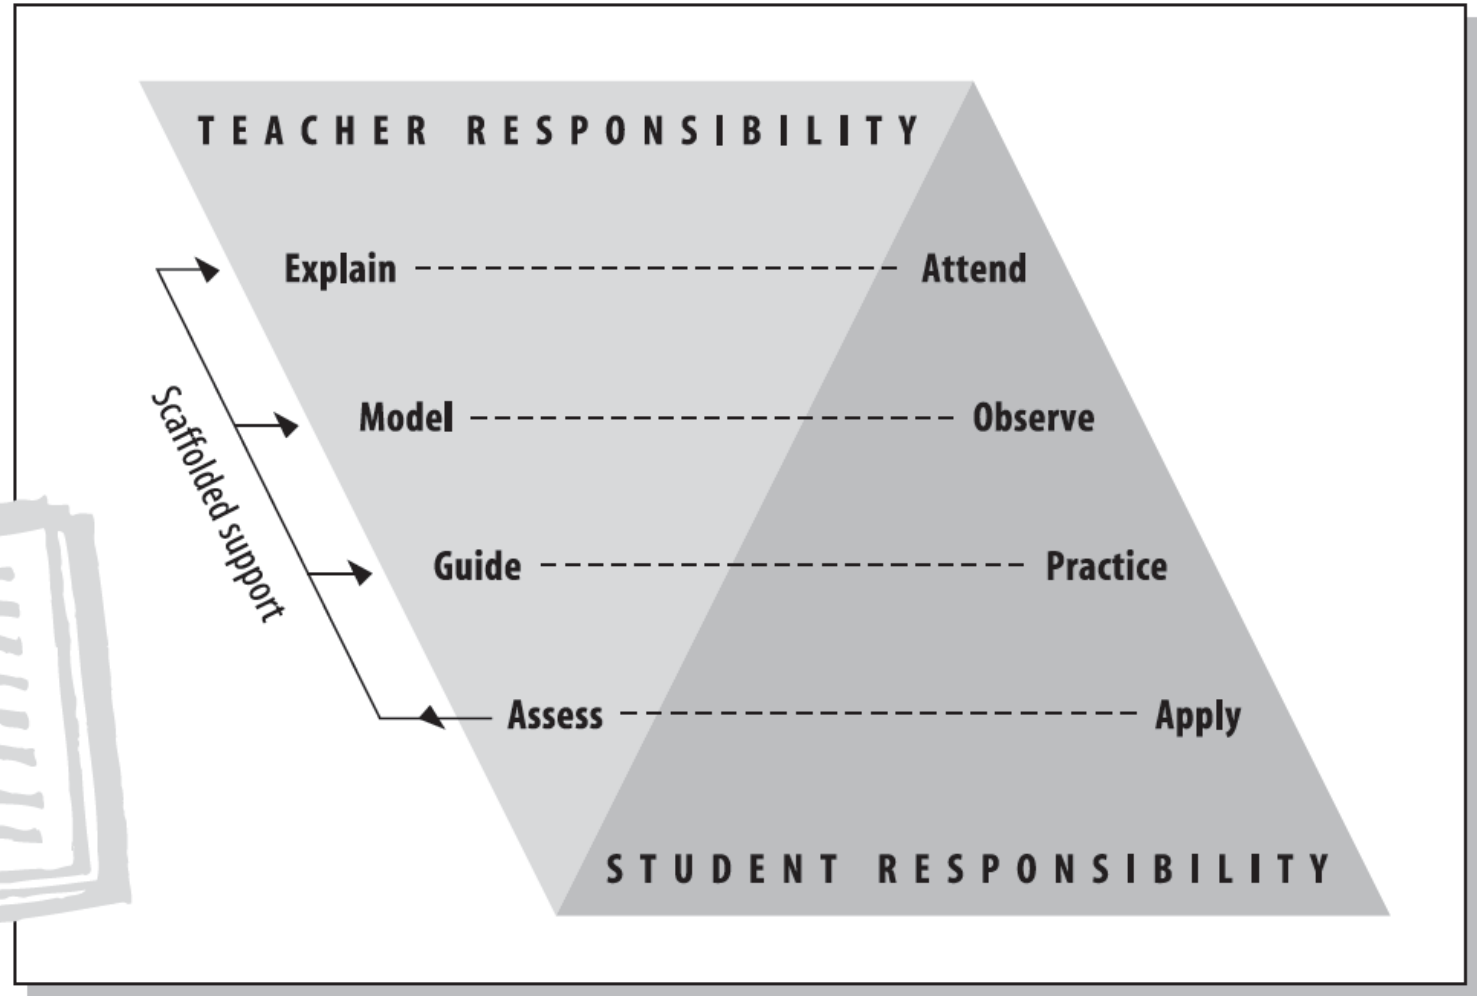 TEACHER RESPONSIBILITY
Explain Attend
Model Observe
Scaffolded support
Guide Practice
Assess Apply
STUDENT RESPONSIBILITY